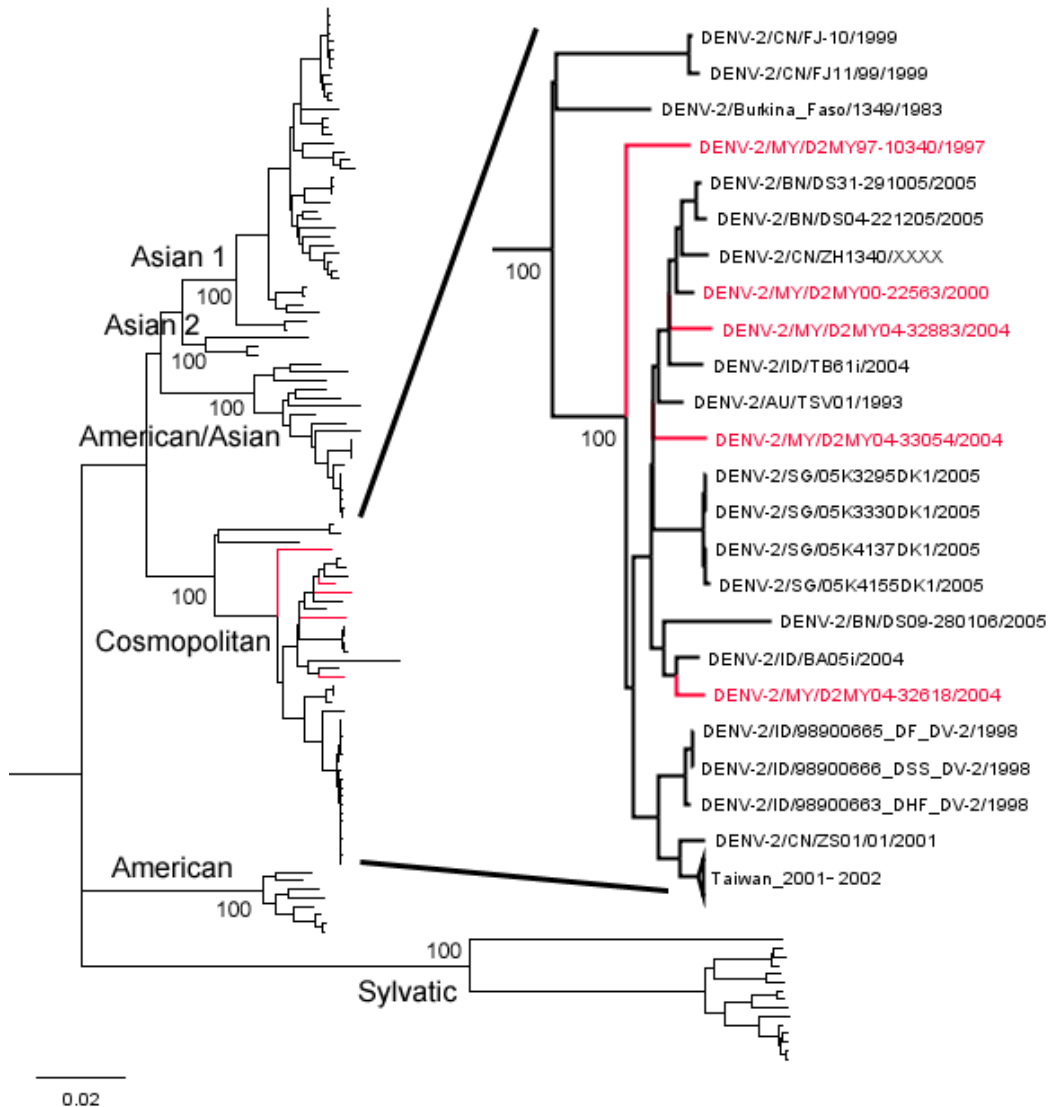 DENV-2/CN/FJ-10/1999
DENV-2/CN/FJ11/99/1999
DENV-2/Burkina_Faso/1349/1983
DENV-2/MY/D2MY97-10340/1997
DENV-2/BN/DS31-291005/2005
DENV-2/BN/DS04-221205/2005
DENV-2/CN/ZH1340/XXXX
DENV-2/MY/D2MY00-22563/2000
DENV-2/MY/D2MY04-32883/2004
DENV-2/ID/TB61i/2004
DENV-2/AU/TSV01/1993
DENV-2/MY/D2MY04-33054/2004
DENV-2/SG/05K3295DK1/2005
DENV-2/SG/05K3330DK1/2005
DENV-2/SG/05K4137DK1/2005
DENV-2/SG/05K4155DK1/2005
DENV-2/BN/DS09-280106/2005
DENV-2/ID/BA05i/2004
DENV-2/MY/D2MY04-32618/2004
DENV-2/ID/98900665_DF_DV-2/1998
DENV-2/ID/98900666_DSS_DV-2/1998
DENV-2/ID/98900663_DHF_DV-2/1998
DENV-2/CN/ZS01/01/2001
Taiwan_2001-2002
100
100
Asian 1
100
Asian 2
100
100
American/Asian
100
Cosmopolitan
American
100
100
Sylvatic
0.02